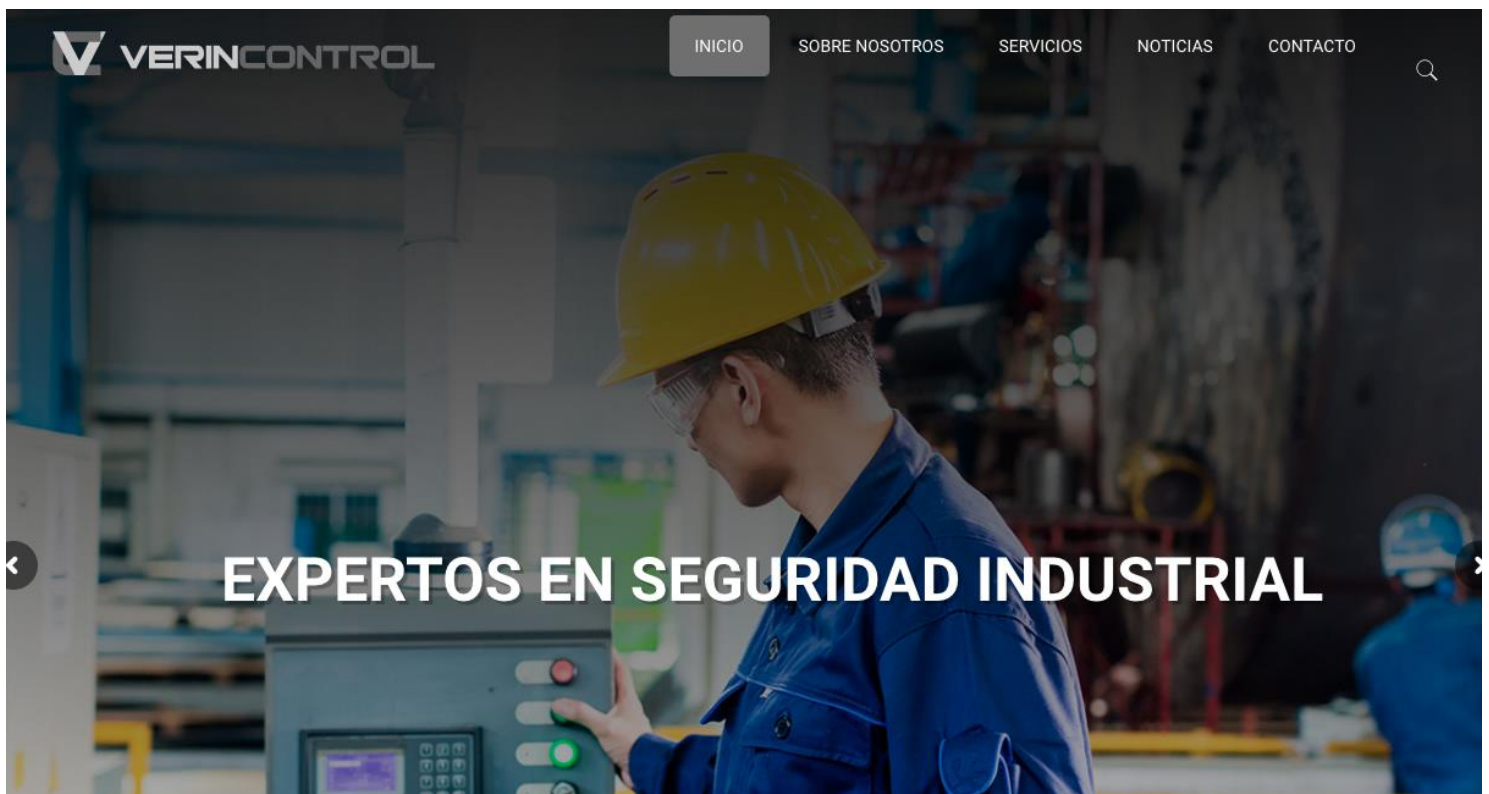 VERINCONTROL
INICIO SOBRE NOSOTROS SERVICIOS NOTICIAS CONTACTO
EXPERTOS EN SEGURIDAD INDUSTRIAL